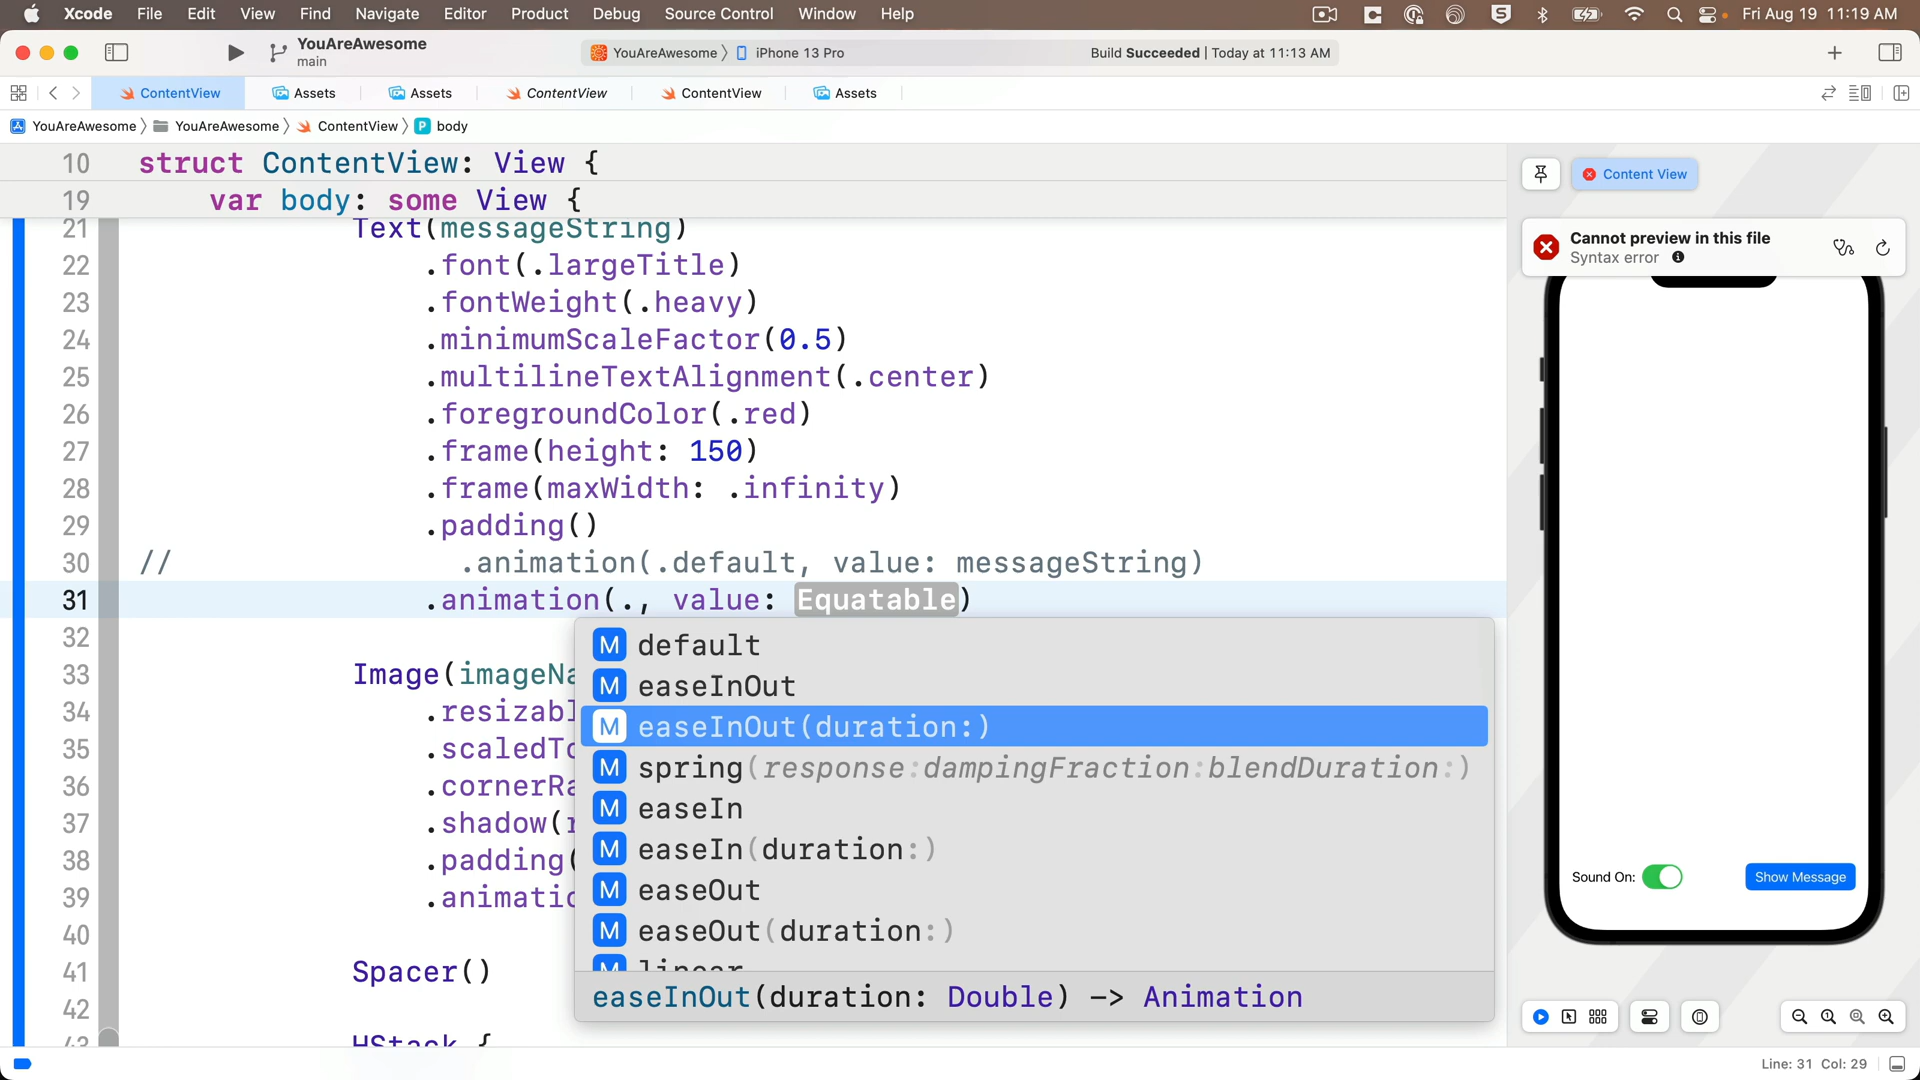 Xcode File Edit View Find Navigate Editor Product Debug Source Control Window Help Fri Aug 19 11:19 AM
YouAreAwesome
main
YouAreAwesome iPhone 13 Pro Build Succeeded | Today at 11:13 AM
ContentView Assets Assets ContentView ContentView Assets
YouAreAwesome YouAreAwesome ContentView P body
10 struct ContentView: View {
19 var body: some View {
21 Text(messageString)
22 .font(.largeTitle)
23 .fontWeight(.heavy)
24 .minimumScaleFactor(0.5)
25 .multilineTextAlignment(.center)
26 .foregroundColor(.red)
27 .frame(height: 150)
28 .frame(maxWidth: .infinity)
29 .padding()
30 // .animation(.default, value: messageString)
31 .animation(., value: Equatable)
32
33 Image(imageNa
34 .resizabl
35 .scaledTo
36 .cornerRa
37 .shadow(r
38 .padding(
39 .animatio
40
41 Spacer()
42
43 HStack {
M default
M easeInOut
M easeInOut(duration:)
M spring(response:dampingFraction:blendDuration:)
M easeIn
M easeIn(duration:)
M easeOut
M easeOut(duration:)
M linear
easeInOut(duration: Double) -> Animation
Content View
Cannot preview in this file
Syntax error
Sound On: Show Message
Line: 31 Col: 29